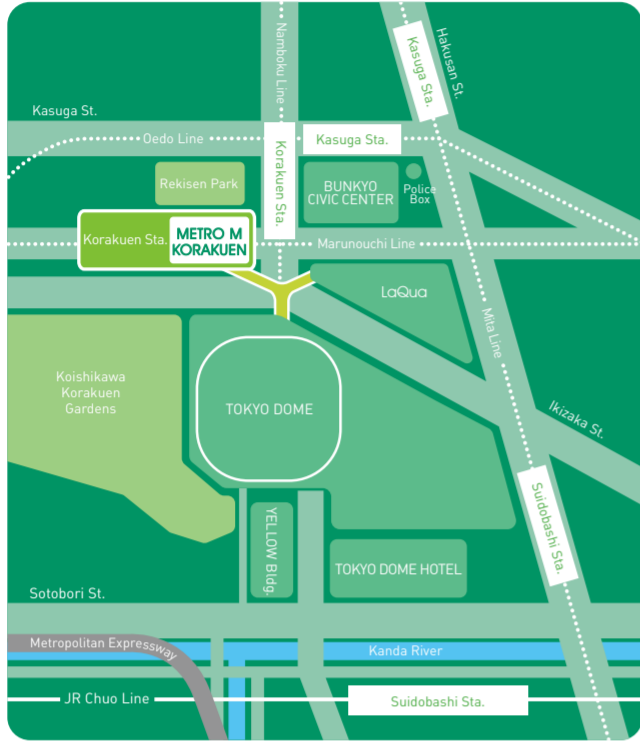 Namboku Line
Kasuga Sta.
Hakusan St.
Kasuga St.
Oedo Line
Korakuen Sta.
Kasuga Sta.
Rekisen Park
BUNKYO
CIVIC CENTER
Police
Box
Korakuen Sta.
METRO M
KORAKUEN
Marunouchi Line
LaQua
Mita Line
Koishikawa
Korakuen
Gardens
TOKYO DOME
Ikizaka St.
Suidobashi Sta.
YELLOW Bldg.
TOKYO DOME HOTEL
Sotobori St.
Metropolitan Expressway
Kanda River
JR Chuo Line
Suidobashi Sta.